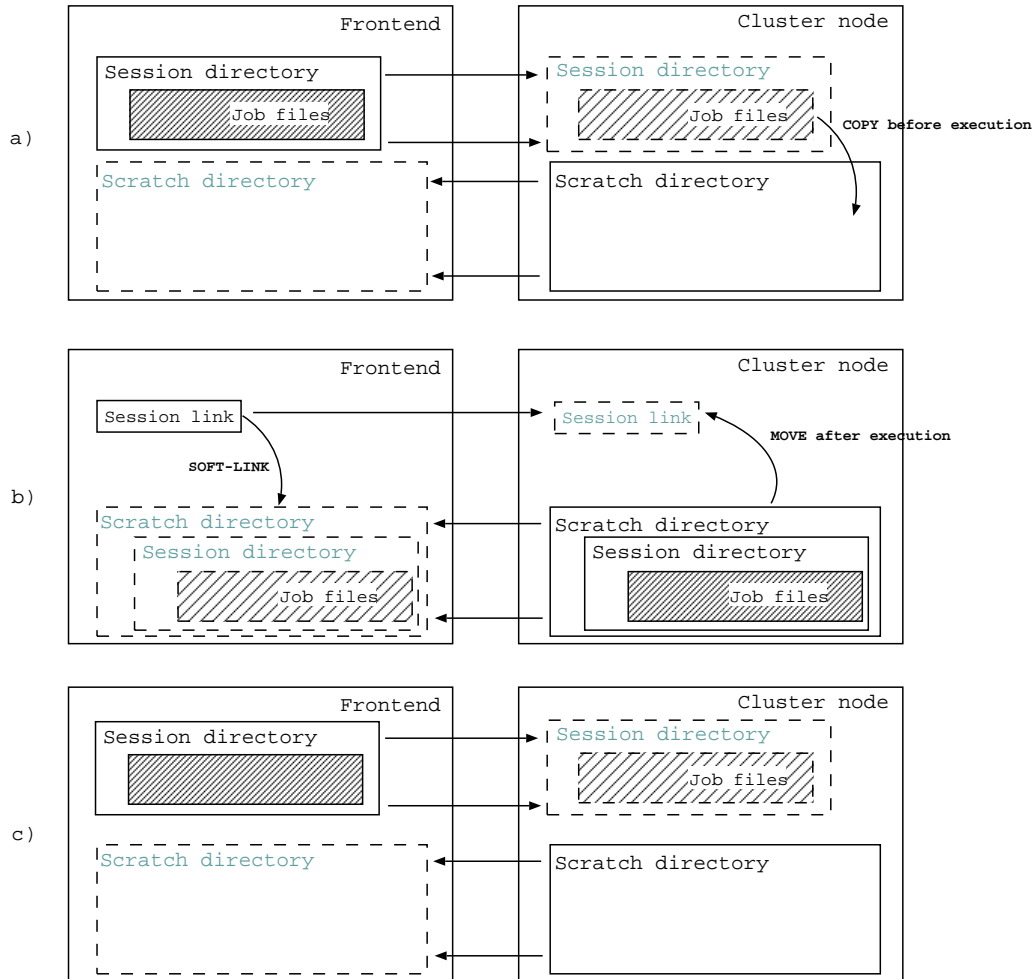 a)
Frontend
Session directory
Job files
Scratch directory
Cluster node
Session directory
Job files
COPY before execution
Scratch directory
b)
Frontend
Session link
SOFT-LINK
Scratch directory
Session directory
Job files
Cluster node
Session link
MOVE after execution
Scratch directory
Session directory
Job files
c)
Frontend
Session directory
Scratch directory
Cluster node
Session directory
Job files
Scratch directory